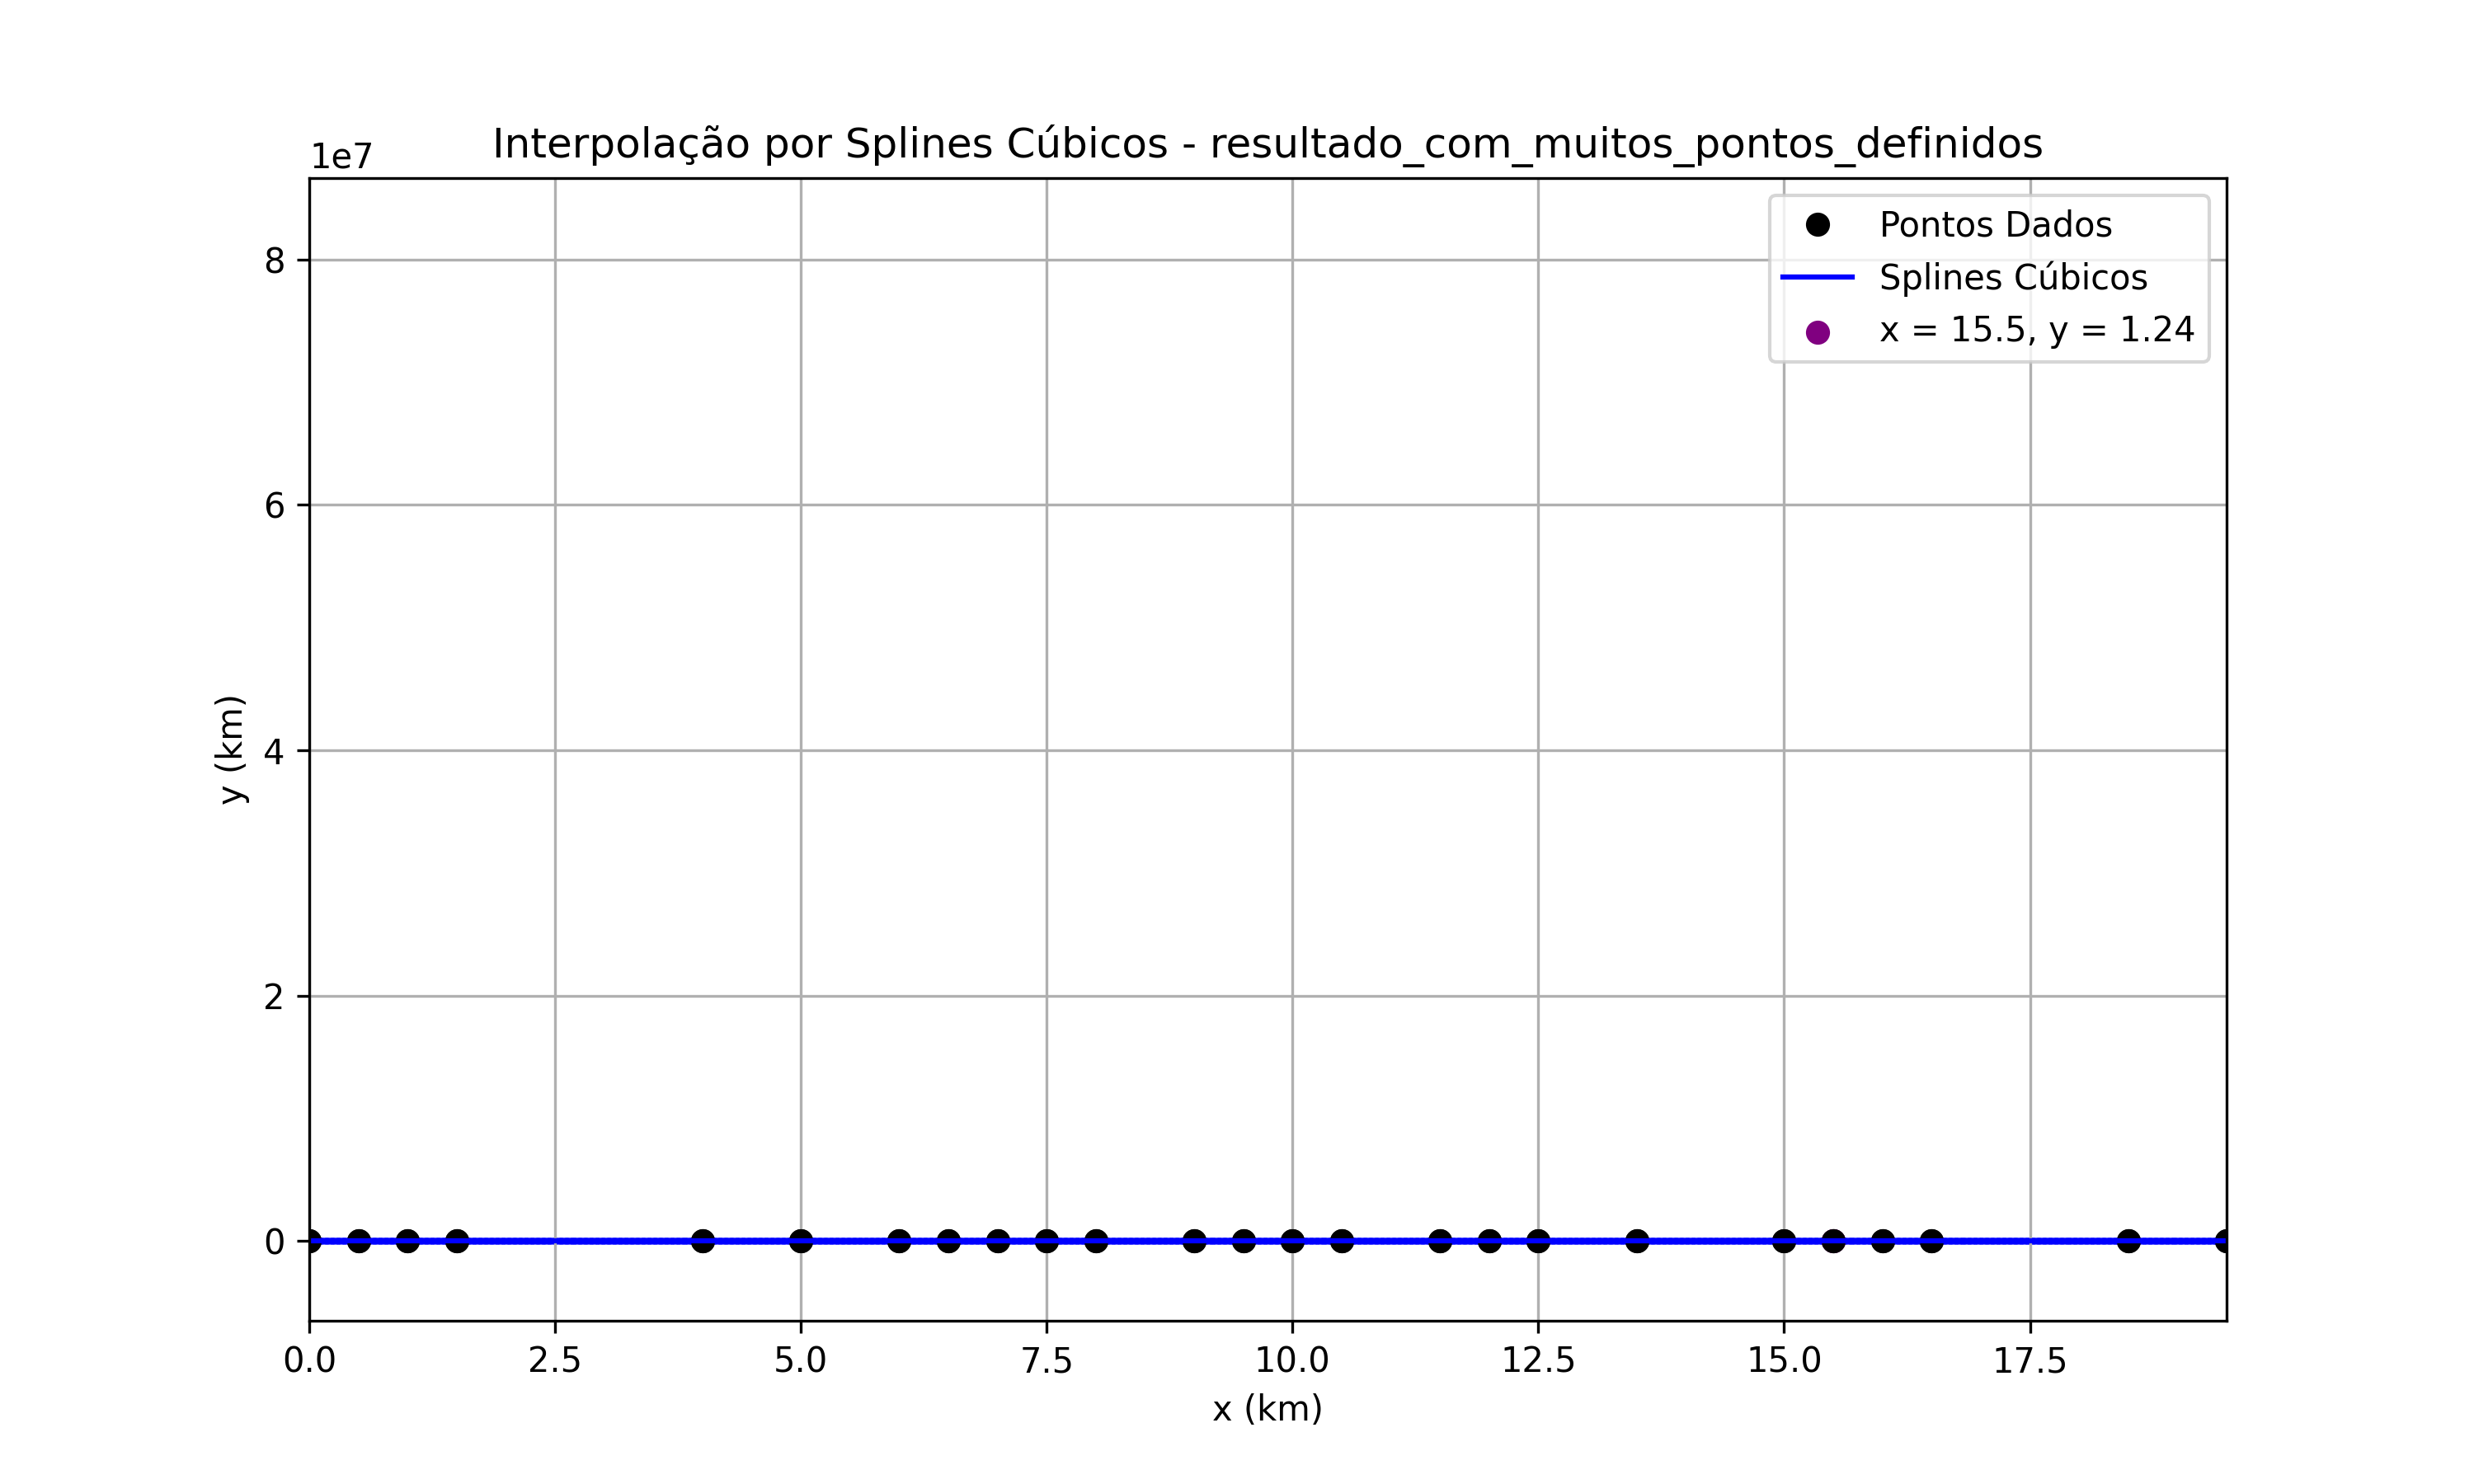 Interpolação por Splines Cúbicos - resultado_com_muitos_pontos_definidos
1e7
Pontos Dados
Splines Cúbicos
x = 15.5, y = 1.24
8
6
4
2
0
y (km)
0.0 2.5 5.0 7.5 10.0 12.5 15.0 17.5
x (km)